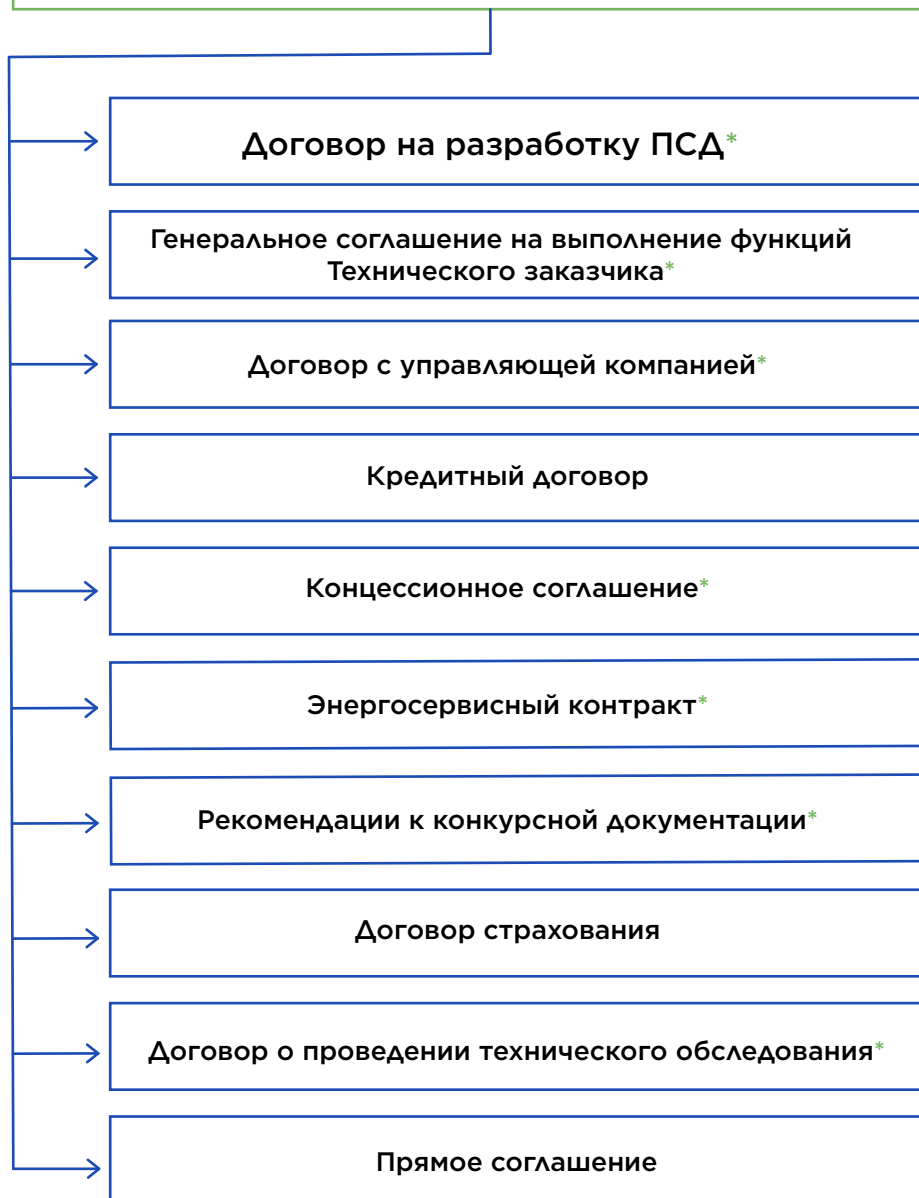 Договор на разработку ПСД*
Генеральное соглашение на выполнение функций
Технического заказчика*
Договор с управляющей компанией*
Кредитный договор
Концессионное соглашение*
Энергосервисный контракт*
Рекомендации к конкурсной документации*
Договор страхования
Договор о проведении технического обследования*
Прямое соглашение